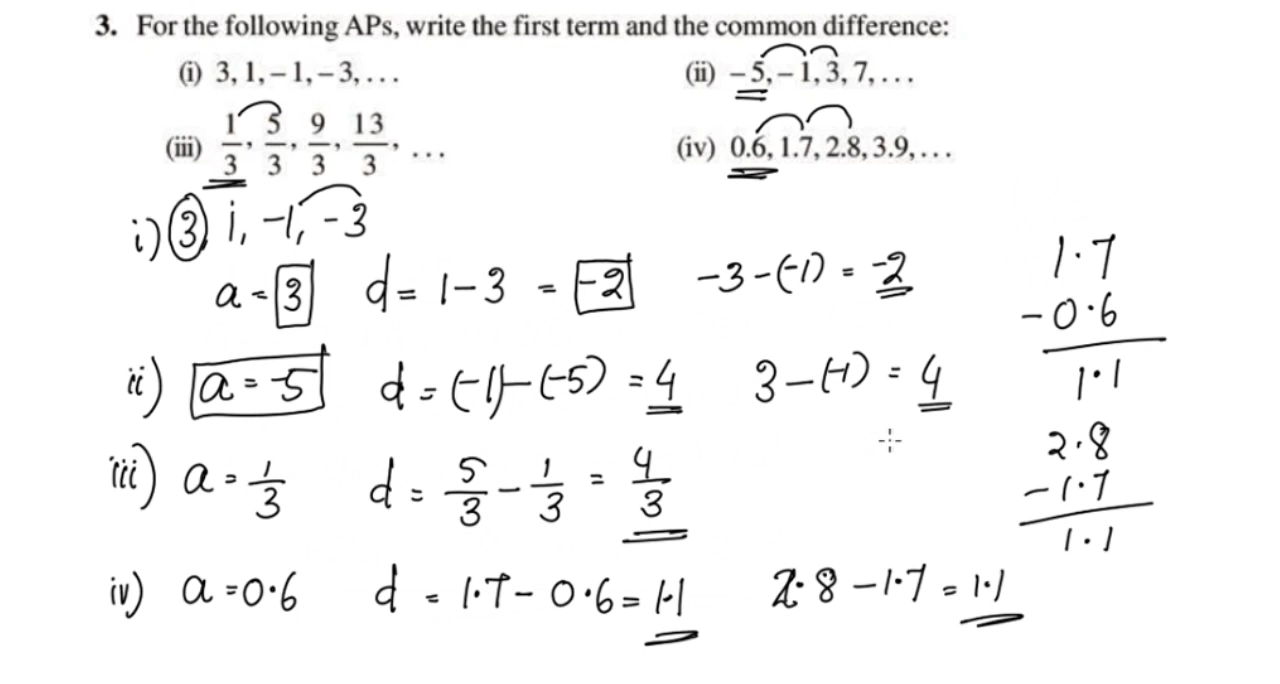 3. For the following APs, write the first term and the common difference:
(i) 3, 1, – 1, – 3, . . .
(ii) – 5, – 1, 3, 7, . . .
(iii) 1/3, 5/3, 9/3, 13/3, . . .
(iv) 0.6, 1.7, 2.8, 3.9, . . .
i) 3, 1, -1, -3
a = 3 d = 1-3 = -2 -3-(-1) = -2
1.7
-0.6
1.1
ii) a = -5 d = (-1)-(-5) = 4 3-(-1) = 4
iii) a = 1/3 d = 5/3 - 1/3 = 4/3
2.8
-1.7
1.1
iv) a = 0.6 d = 1.7 - 0.6 = 1.1 2.8 - 1.7 = 1.1